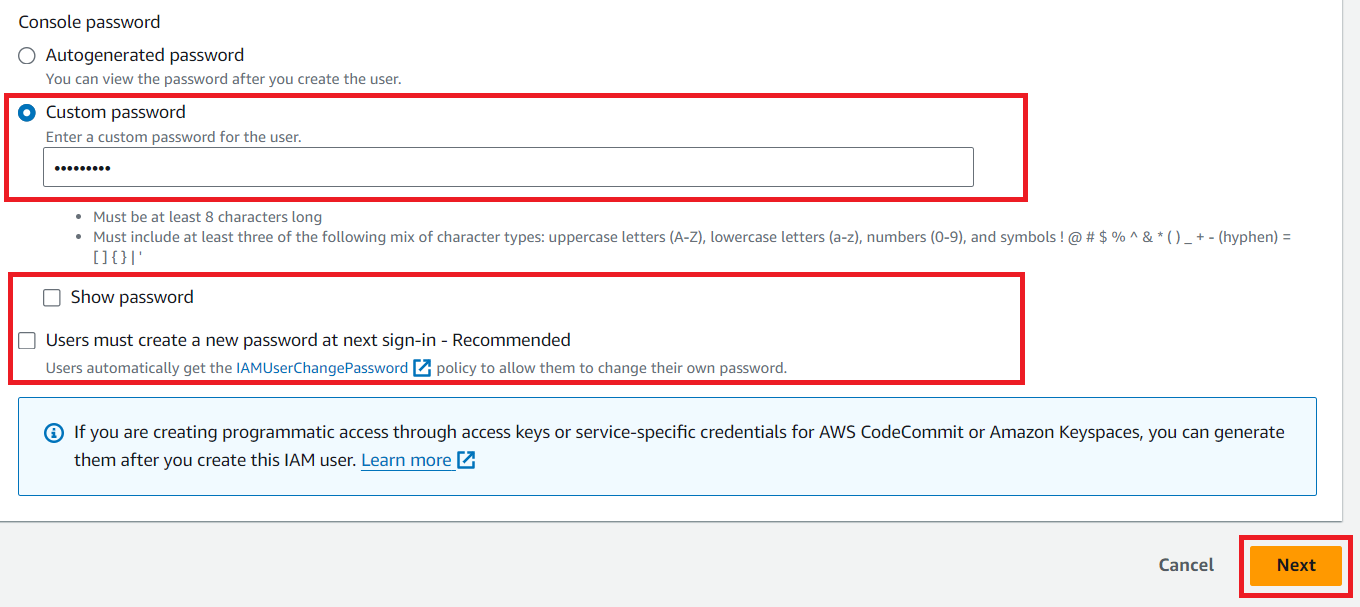 Console password
Autogenerated password
You can view the password after you create the user.
Custom password
Enter a custom password for the user.
•••••••••
• Must be at least 8 characters long
• Must include at least three of the following mix of character types: uppercase letters (A-Z), lowercase letters (a-z), numbers (0-9), and symbols ! @ # $ % ^ & * ( ) _ + - (hyphen) =
[ ] { } | '
Show password
Users must create a new password at next sign-in - Recommended
Users automatically get the IAMUserChangePassword policy to allow them to change their own password.
If you are creating programmatic access through access keys or service-specific credentials for AWS CodeCommit or Amazon Keyspaces, you can generate
them after you create this IAM user. Learn more
Cancel
Next